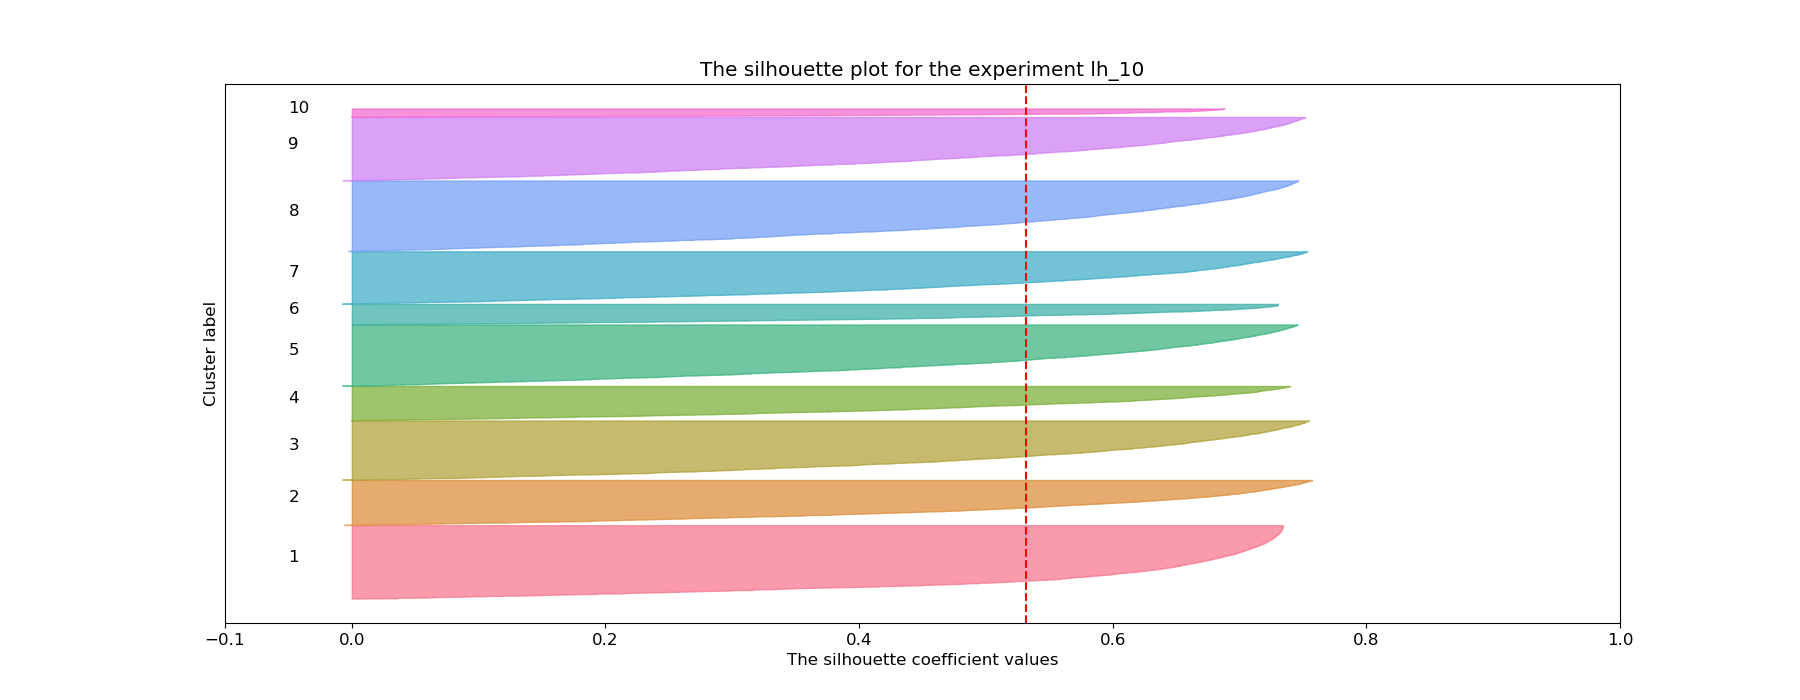 The silhouette plot for the experiment lh_10
10
9
8
7
6
5
4
3
2
1
Cluster label
−0.1 0.0 0.2 0.4 0.6 0.8 1.0
The silhouette coefficient values